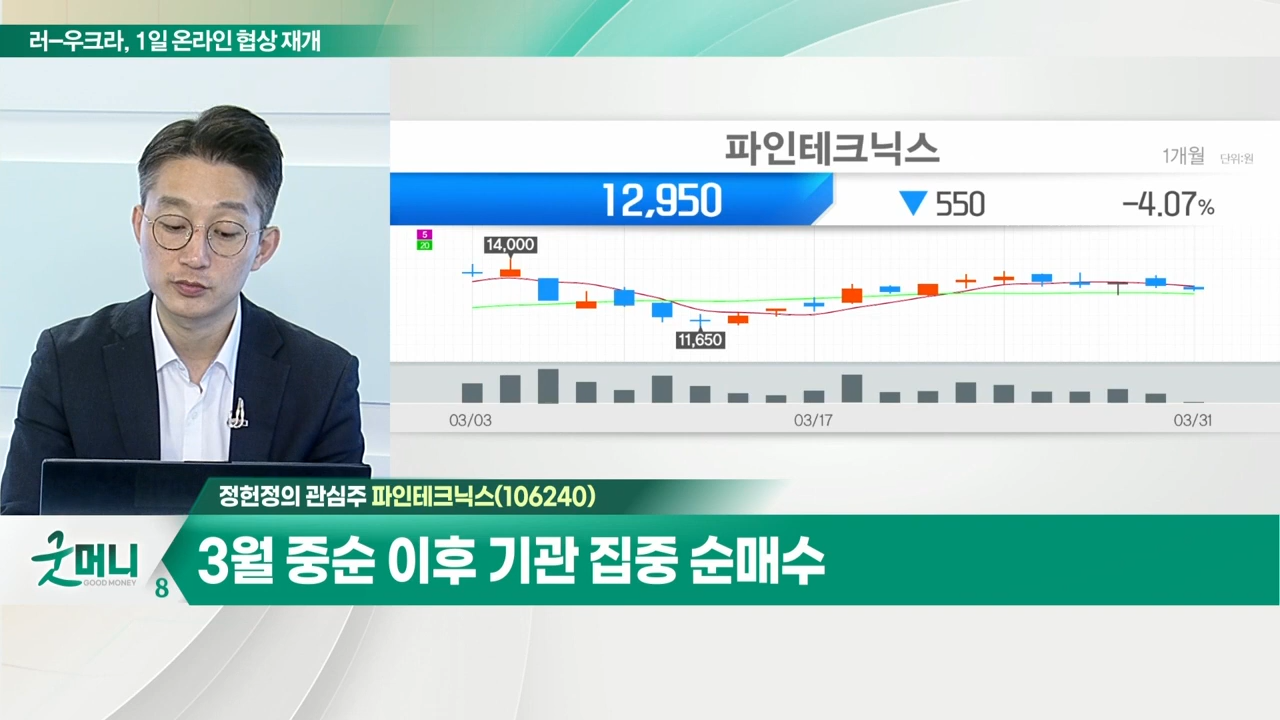 러-우크라, 1일 온라인 협상 재개
파인테크닉스
1개월 단위:원
12,950 ▼ 550 -4.07%
5
20
14,000
11,650
03/03 03/17 03/31
정헌정의 관심주 파인테크닉스(106240)
3월 중순 이후 기관 집중 순매수
굿머니
GOOD MONEY
8